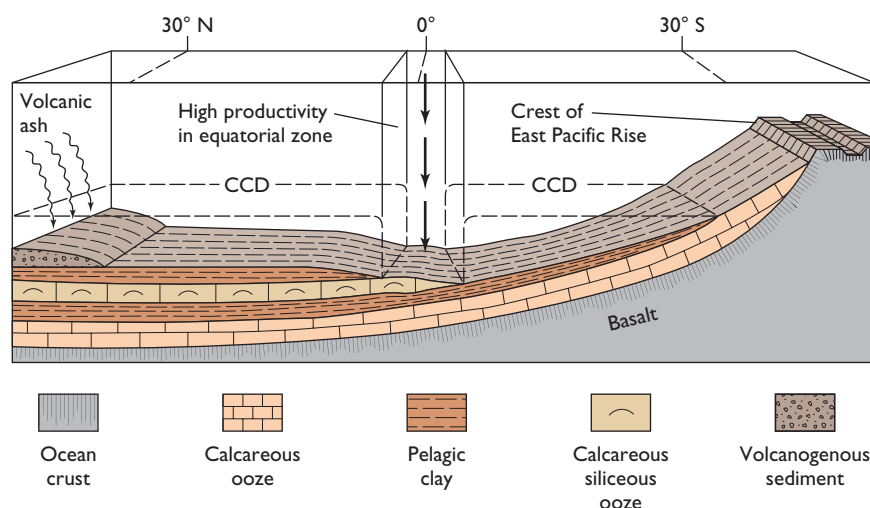 30° N
0°
30° S
Volcanic
ash
High productivity
in equatorial zone
Crest of
East Pacific Rise
CCD
CCD
Basalt
Ocean
crust
Calcareous
ooze
Pelagic
clay
Calcareous
siliceous
ooze
Volcanogenous
sediment